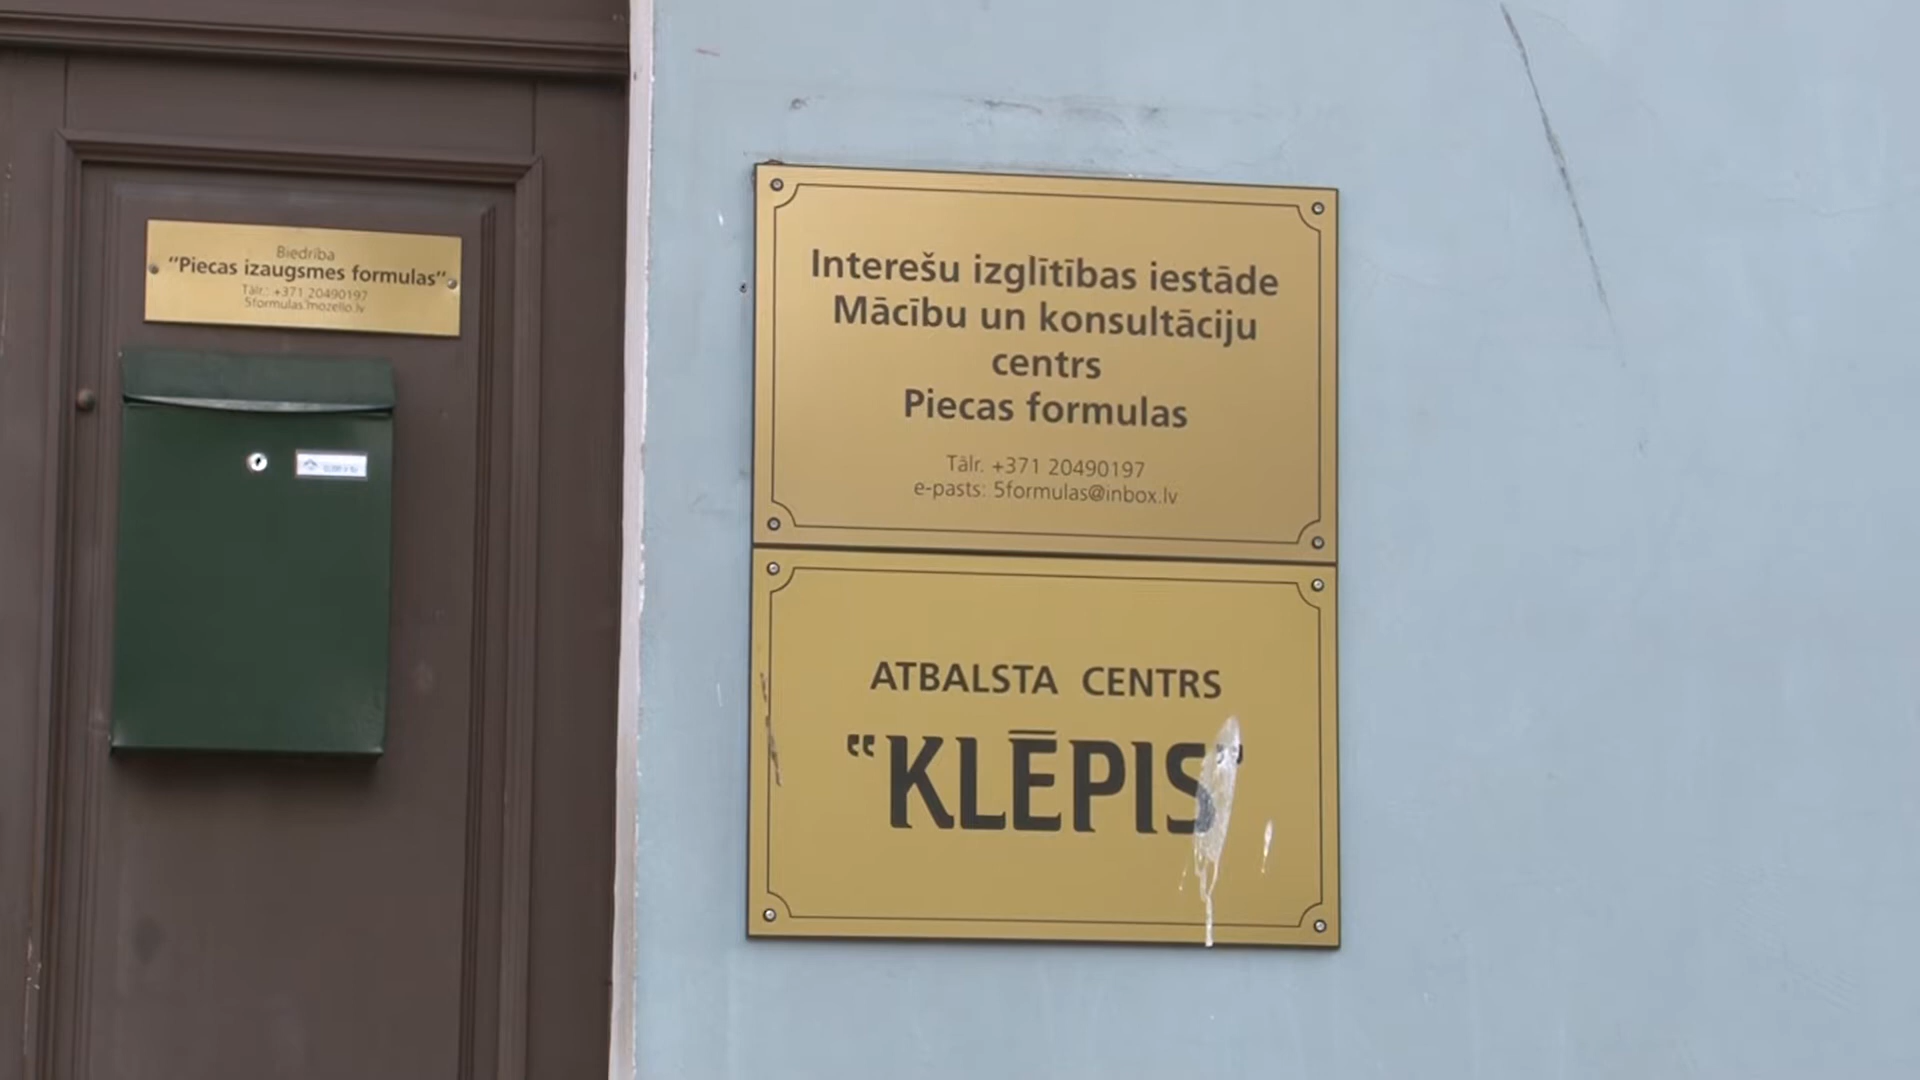 Biedrība
“Piecas izaugsmes formulas“
Tālr.: +371 20490197
5formulas.mozello.lv
Interešu izglītības iestāde
Mācību un konsultāciju
centrs
Piecas formulas
Tālr. +371 20490197
e-pasts: 5formulas@inbox.lv
ATBALSTA CENTRS
“KLĒPIS”